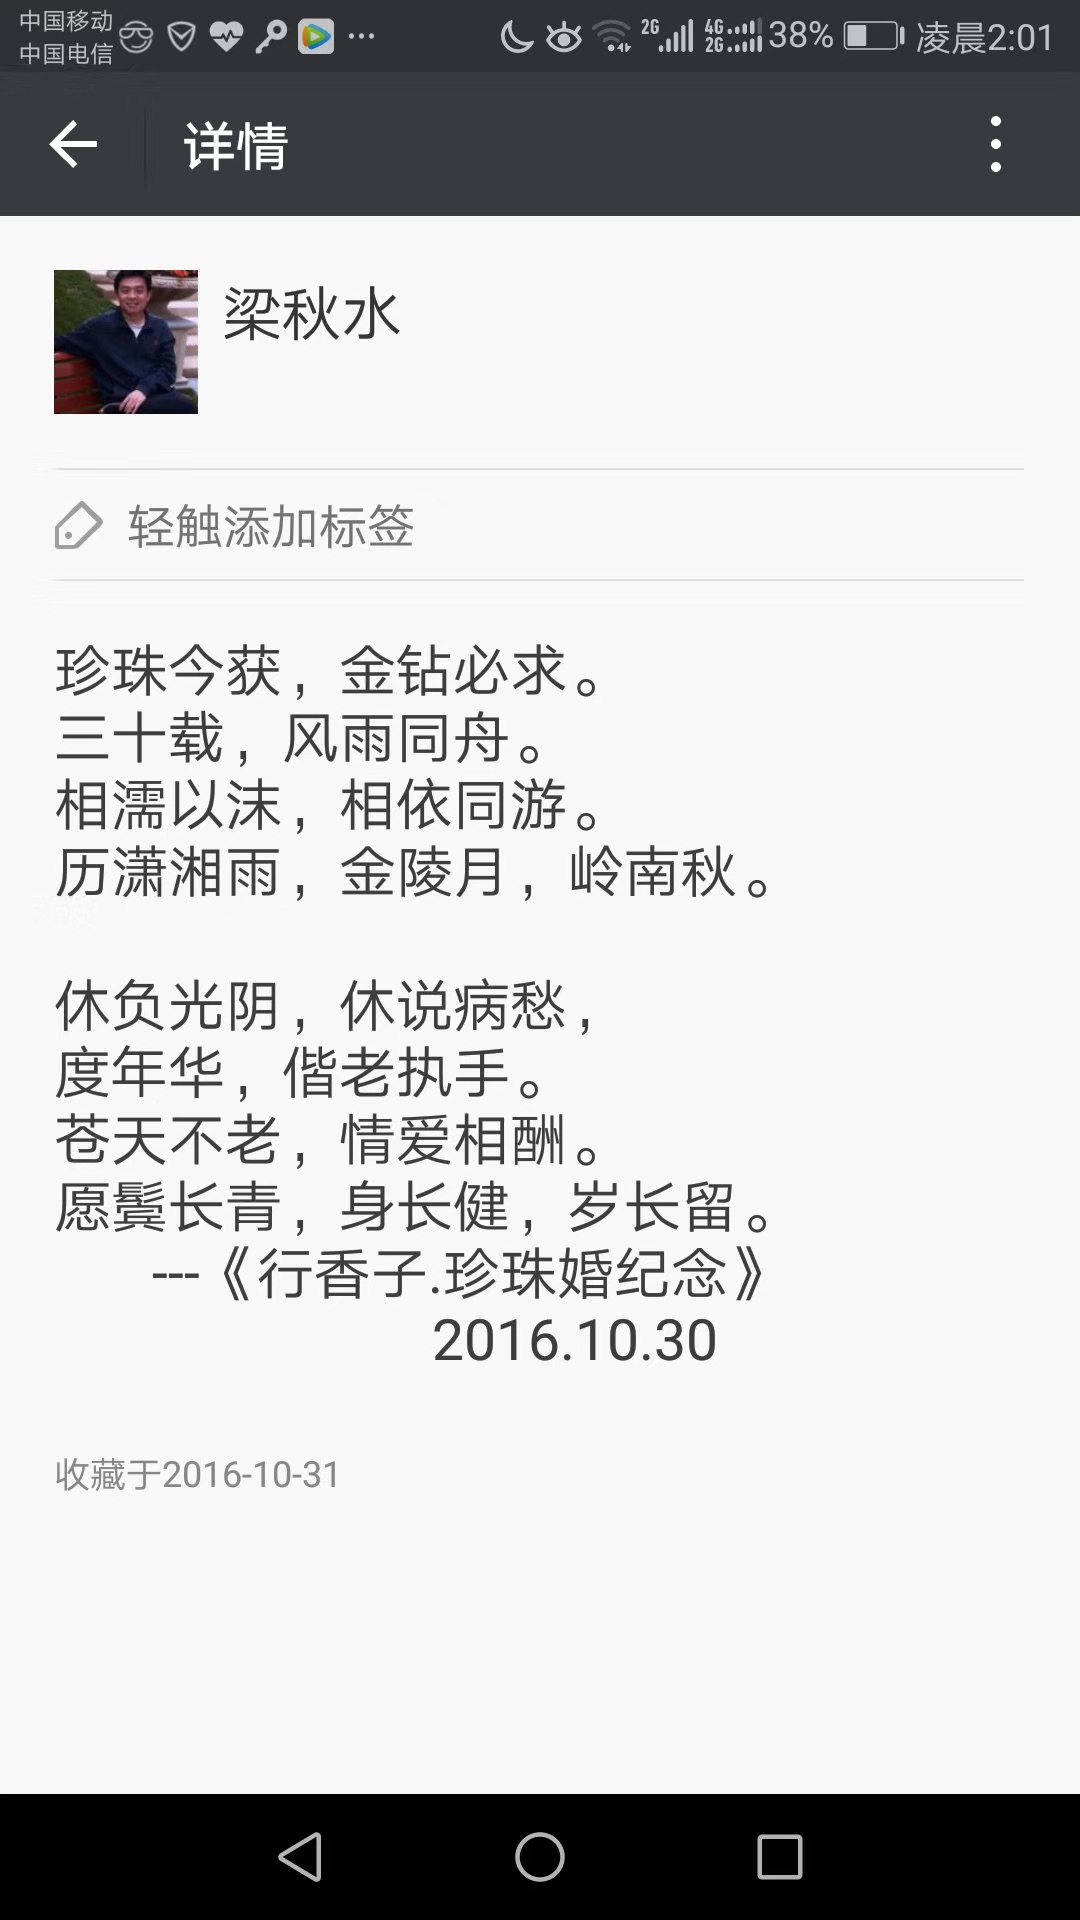 中国移动
中国电信
2G
4G
2G
38%
凌晨2:01
详情
梁秋水
轻触添加标签
珍珠今获，金钻必求。
三十载，风雨同舟。
相濡以沫，相依同游。
历潇湘雨，金陵月，岭南秋。
休负光阴，休说病愁，
度年华，偕老执手。
苍天不老，情爱相酬。
愿鬓长青，身长健，岁长留。
---《行香子.珍珠婚纪念》
2016.10.30
收藏于2016-10-31